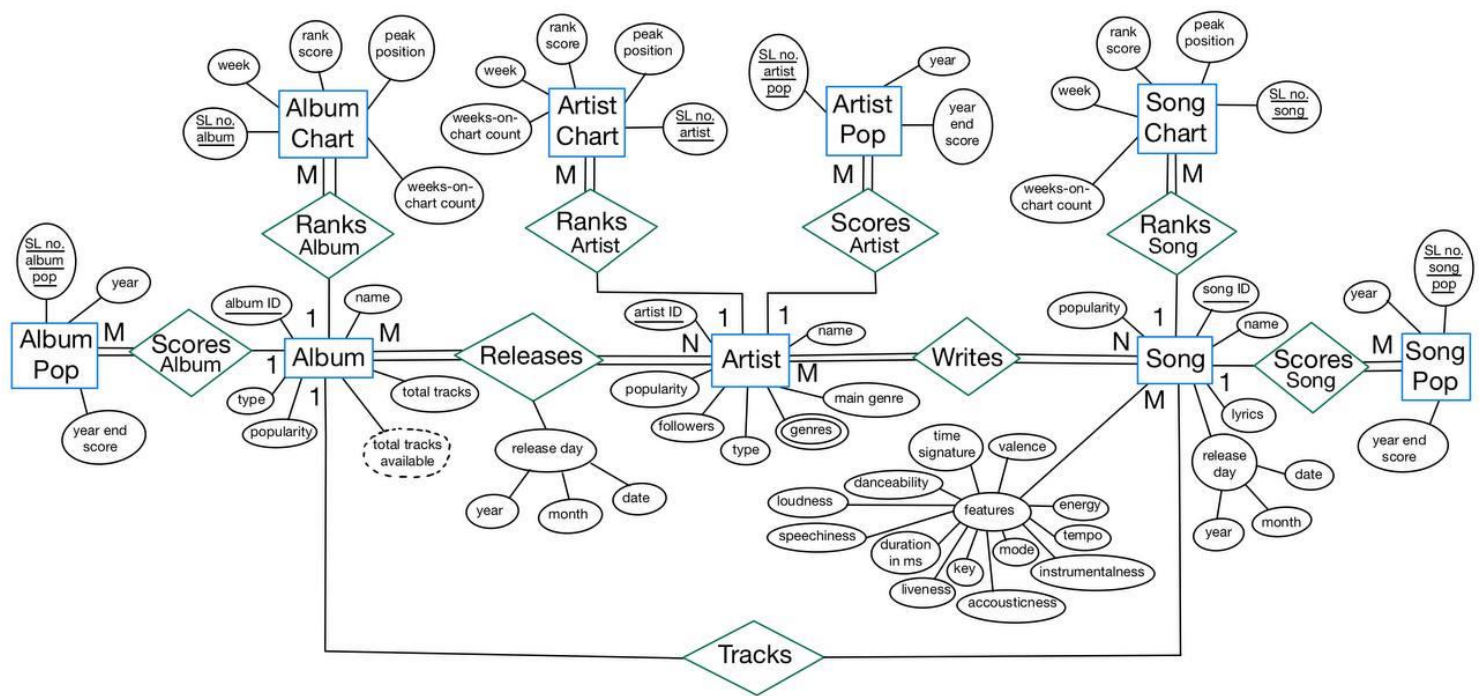 rank
score
peak
position
week
SL no.
album
Album
Chart
weeks-on-
chart count
M
Ranks
Album
1
rank
score
peak
position
week
weeks-on-
chart count
Artist
Chart
SL no.
artist
M
Ranks
Artist
1
SL no.
artist
pop
year
Artist
Pop
year
end
score
M
Scores
Artist
1
rank
score
peak
position
week
Song
Chart
SL no.
song
weeks-on-
chart count
M
Ranks
Song
1
SL no.
album
pop
year
Album
Pop
year end
score
M
Scores
Album
1
album ID
name
Album
type
popularity
total tracks
total tracks
available
M
Releases
N
release day
year
month
date
artist ID
name
Artist
popularity
followers
type
genres
main genre
M
Writes
N
popularity
song ID
name
Song
lyrics
release
day
date
month
year
1
Scores
Song
M
SL no.
song
pop
year
Song
Pop
year end
score
M
features
time
signature
valence
danceability
loudness
speechiness
duration
in ms
liveness
key
mode
accousticness
instrumentalness
tempo
energy
1
Tracks